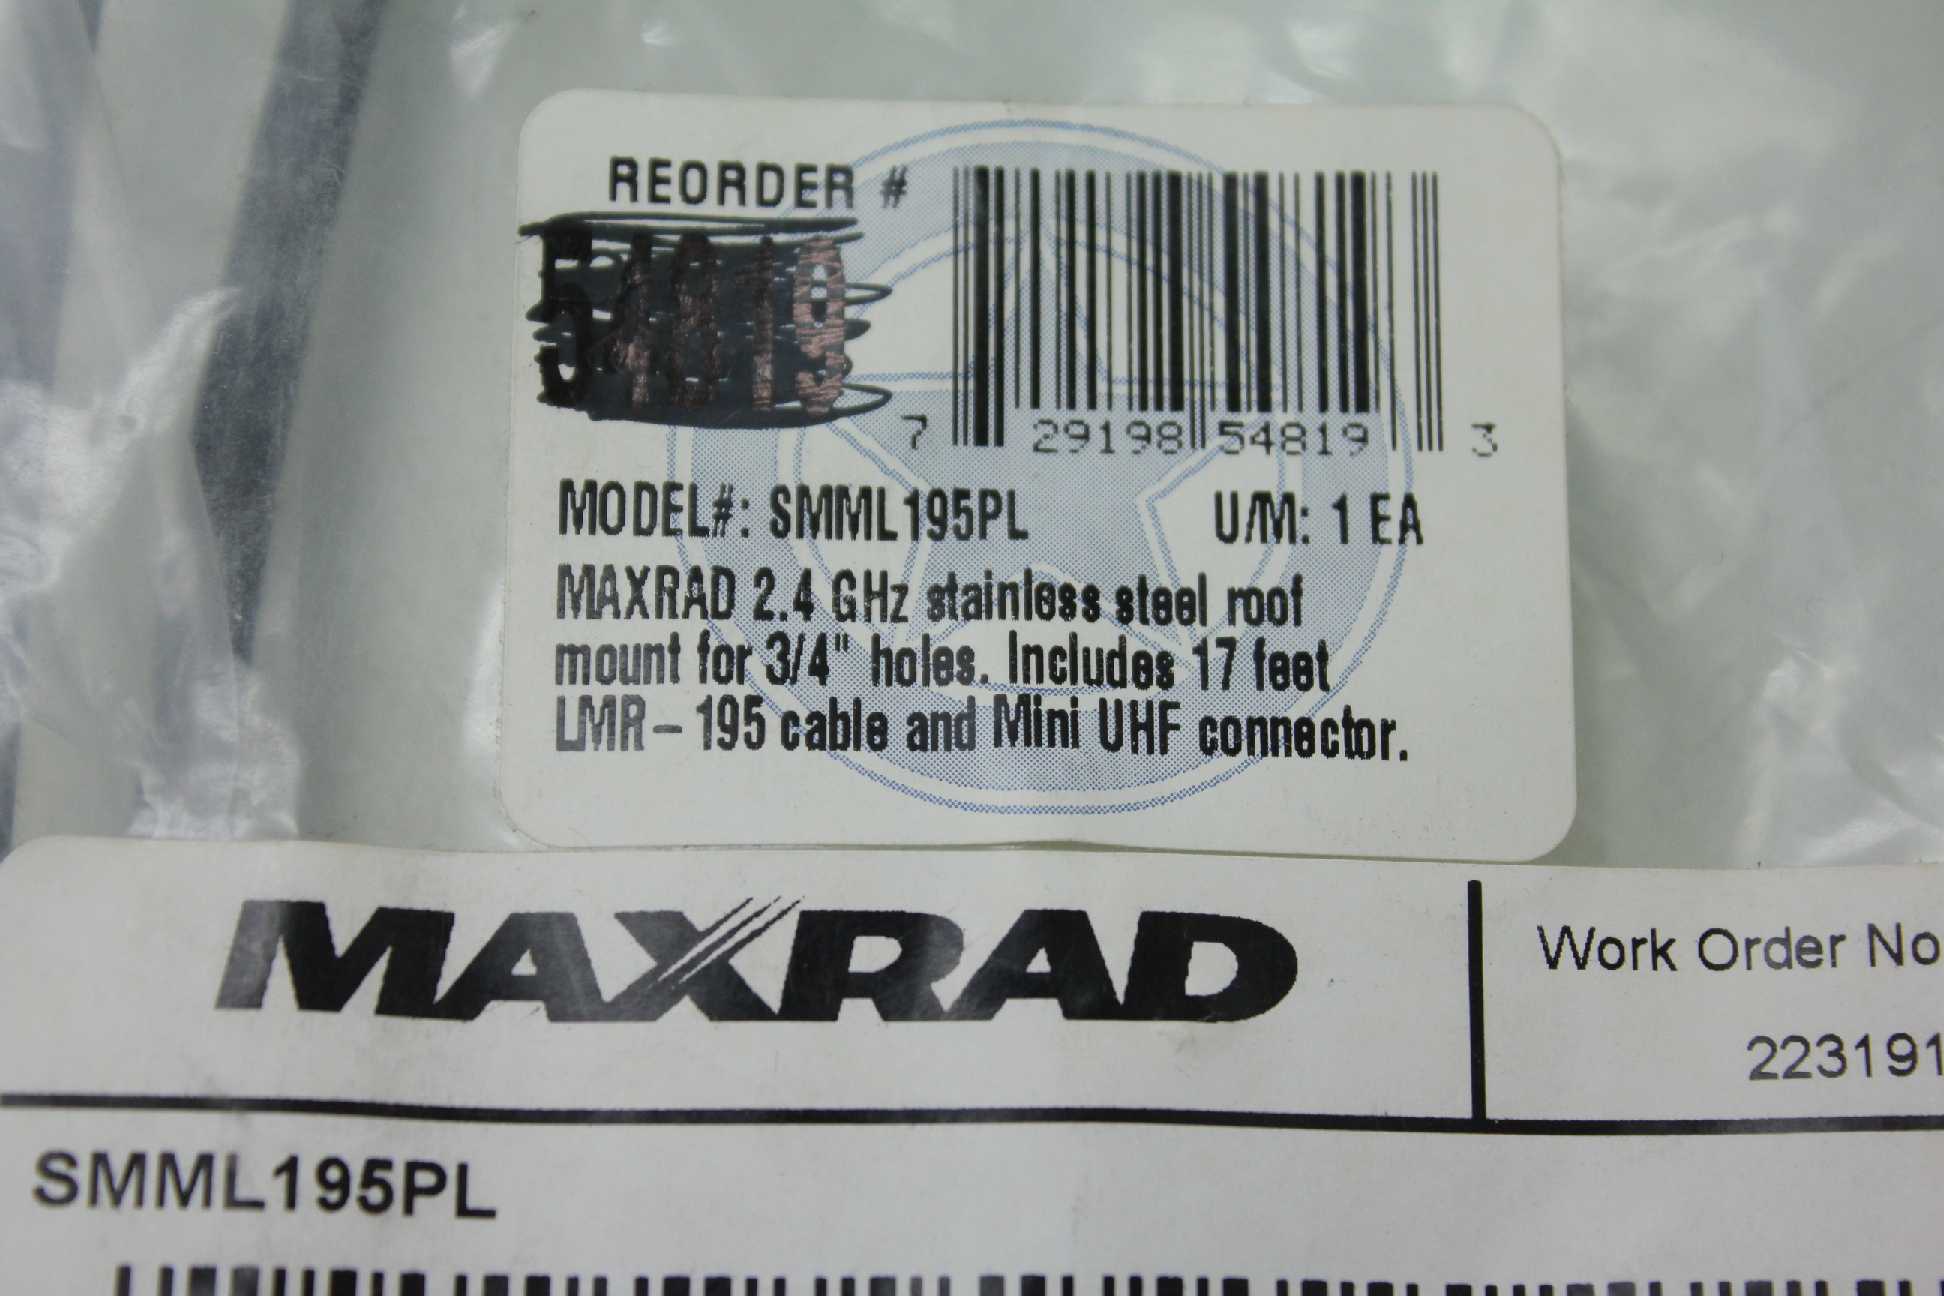 REORDER #
54819
7 29198 54819 3
MODEL#: SMML195PL U/M: 1 EA
MAXRAD 2.4 GHz stainless steel roof
mount for 3/4" holes. Includes 17 feet
LMR-195 cable and Mini UHF connector.
MAXRAD
Work Order No
223191
SMML195PL